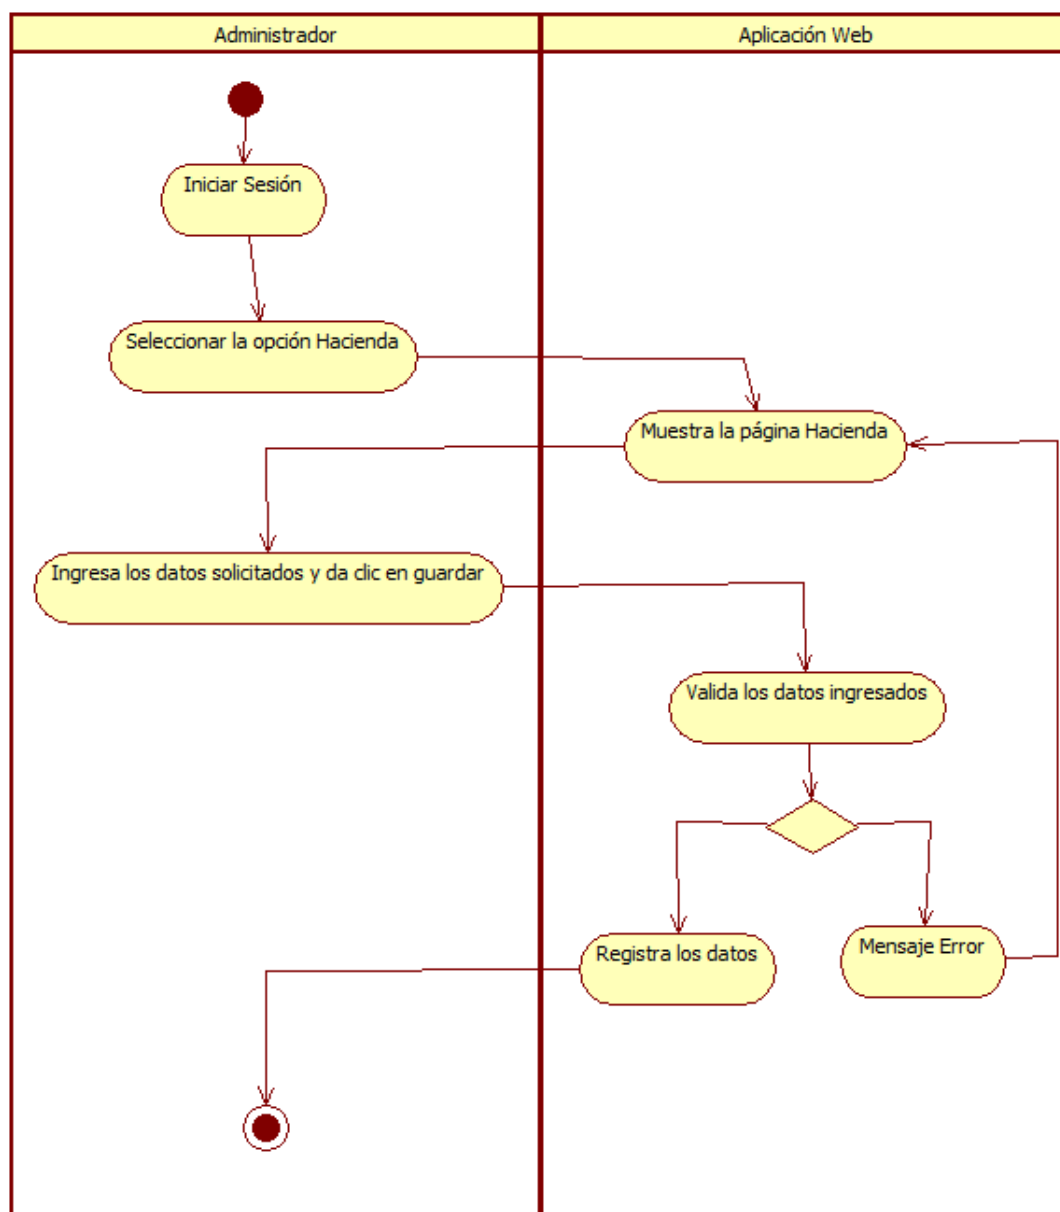 Administrador
Aplicación Web
Iniciar Sesión
Seleccionar la opción Hacienda
Muestra la página Hacienda
Ingresa los datos solicitados y da clic en guardar
Valida los datos ingresados
Registra los datos
Mensaje Error